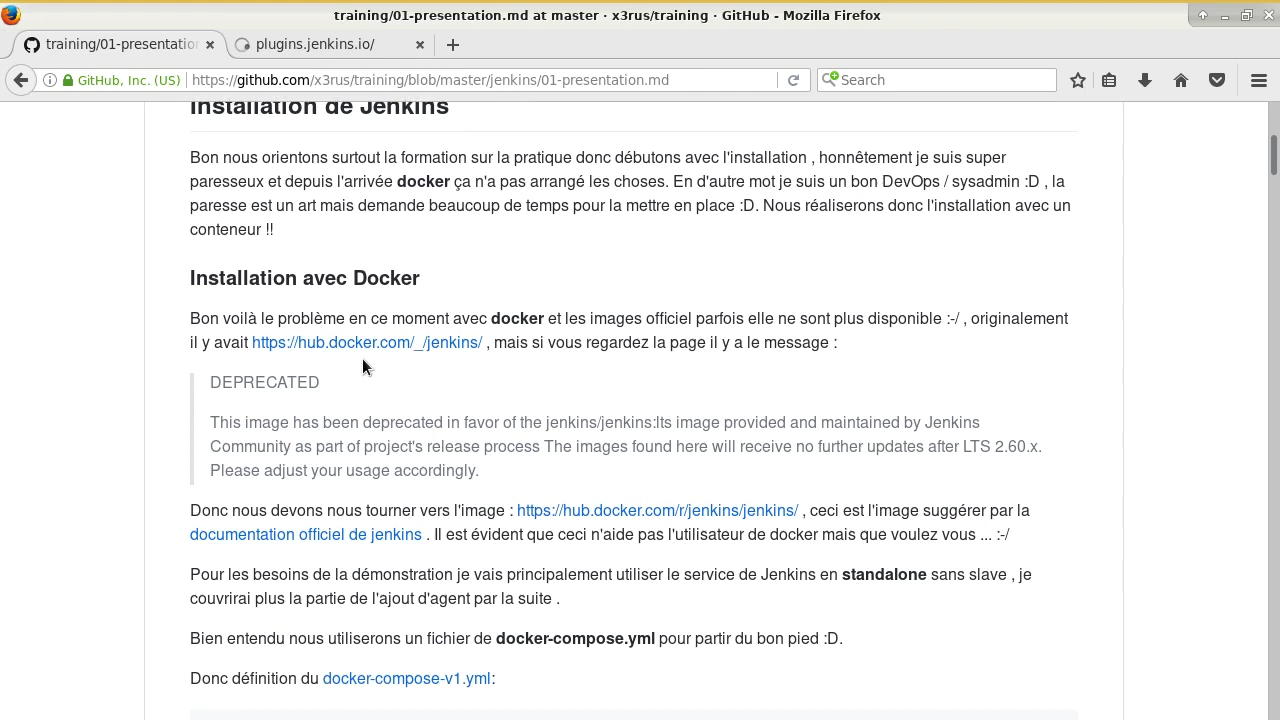 training/01-presentation.md at master · x3rus/training · GitHub - Mozilla Firefox
training/01-presentatio
plugins.jenkins.io/
GitHub, Inc. (US)
https://github.com/x3rus/training/blob/master/jenkins/01-presentation.md
Search
Installation de Jenkins
Bon nous orientons surtout la formation sur la pratique donc débutons avec l'installation , honnêtement je suis super
paresseux et depuis l'arrivée docker ça n'a pas arrangé les choses. En d'autre mot je suis un bon DevOps / sysadmin :D , la
paresse est un art mais demande beaucoup de temps pour la mettre en place :D. Nous réaliserons donc l'installation avec un
conteneur !!
Installation avec Docker
Bon voilà le problème en ce moment avec docker et les images officiel parfois elle ne sont plus disponible :-/ , originalement
il y avait https://hub.docker.com/_/jenkins/ , mais si vous regardez la page il y a le message :
DEPRECATED
This image has been deprecated in favor of the jenkins/jenkins:lts image provided and maintained by Jenkins
Community as part of project's release process The images found here will receive no further updates after LTS 2.60.x.
Please adjust your usage accordingly.
Donc nous devons nous tourner vers l'image : https://hub.docker.com/r/jenkins/jenkins/ , ceci est l'image suggérer par la
documentation officiel de jenkins . Il est évident que ceci n'aide pas l'utilisateur de docker mais que voulez vous ... :-/
Pour les besoins de la démonstration je vais principalement utiliser le service de Jenkins en standalone sans slave , je
couvrirai plus la partie de l'ajout d'agent par la suite .
Bien entendu nous utiliserons un fichier de docker-compose.yml pour partir du bon pied :D.
Donc définition du docker-compose-v1.yml: